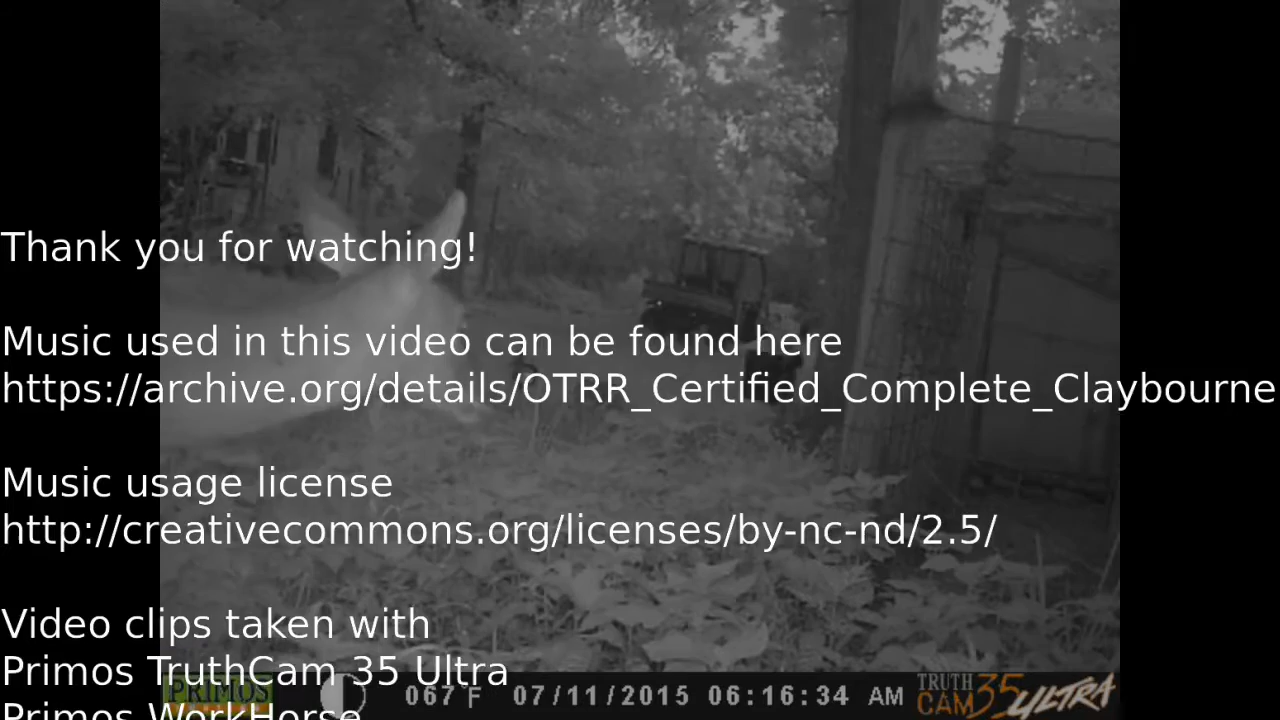 Thank you for watching!
Music used in this video can be found here
https://archive.org/details/OTRR_Certified_Complete_Claybourne
Music usage license
http://creativecommons.org/licenses/by-nc-nd/2.5/
Video clips taken with
Primos TruthCam 35 Ultra
Primos WorkHorse
PRIMOS 067°F 07/11/2015 06:16:34 AM TRUTH CAM 35 ULTRA